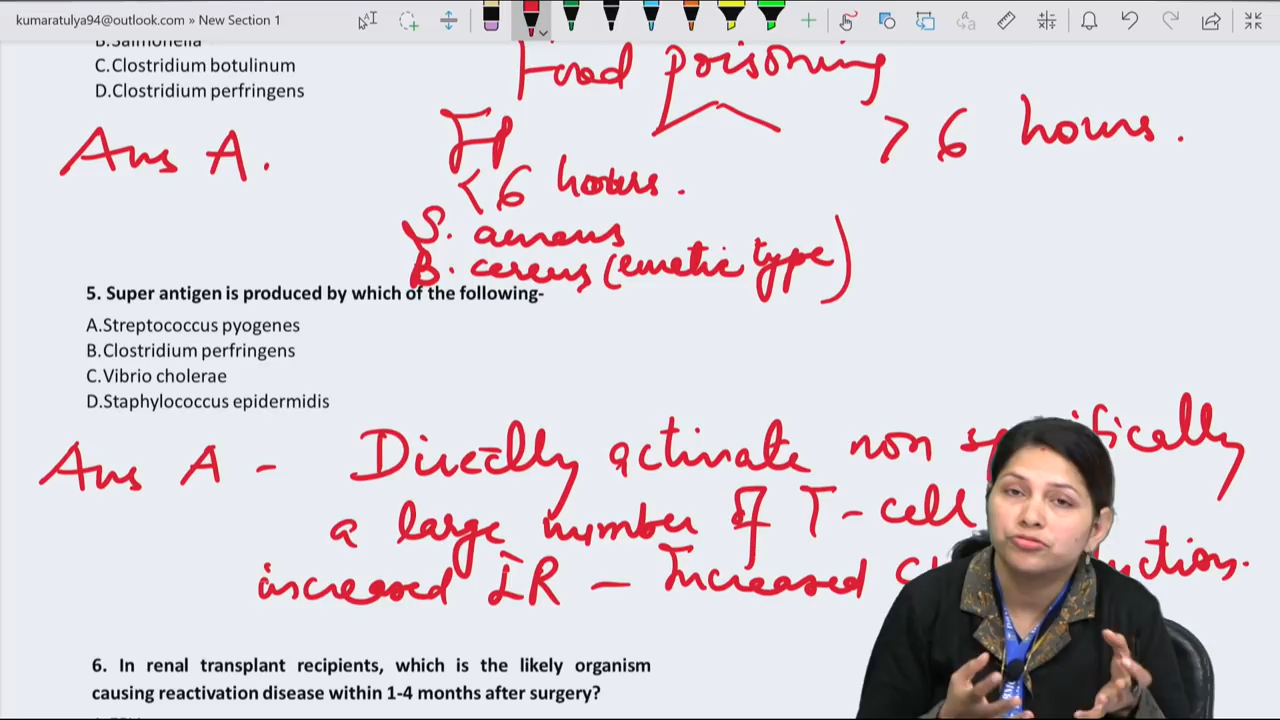 kumaratulya94@outlook.com » New Section 1
B.Salmonella
C.Clostridium botulinum
D.Clostridium perfringens
Food poisoning
Ans A.
FP
< 6 hours.
> 6 hours.
S. aureus
B. cereus (emetic type)
5. Super antigen is produced by which of the following-
A.Streptococcus pyogenes
B.Clostridium perfringens
C.Vibrio cholerae
D.Staphylococcus epidermidis
Ans A - Directly activate non specifically
a large number of T-cell
increased IR - Increased
6. In renal transplant recipients, which is the likely organism
causing reactivation disease within 1-4 months after surgery?